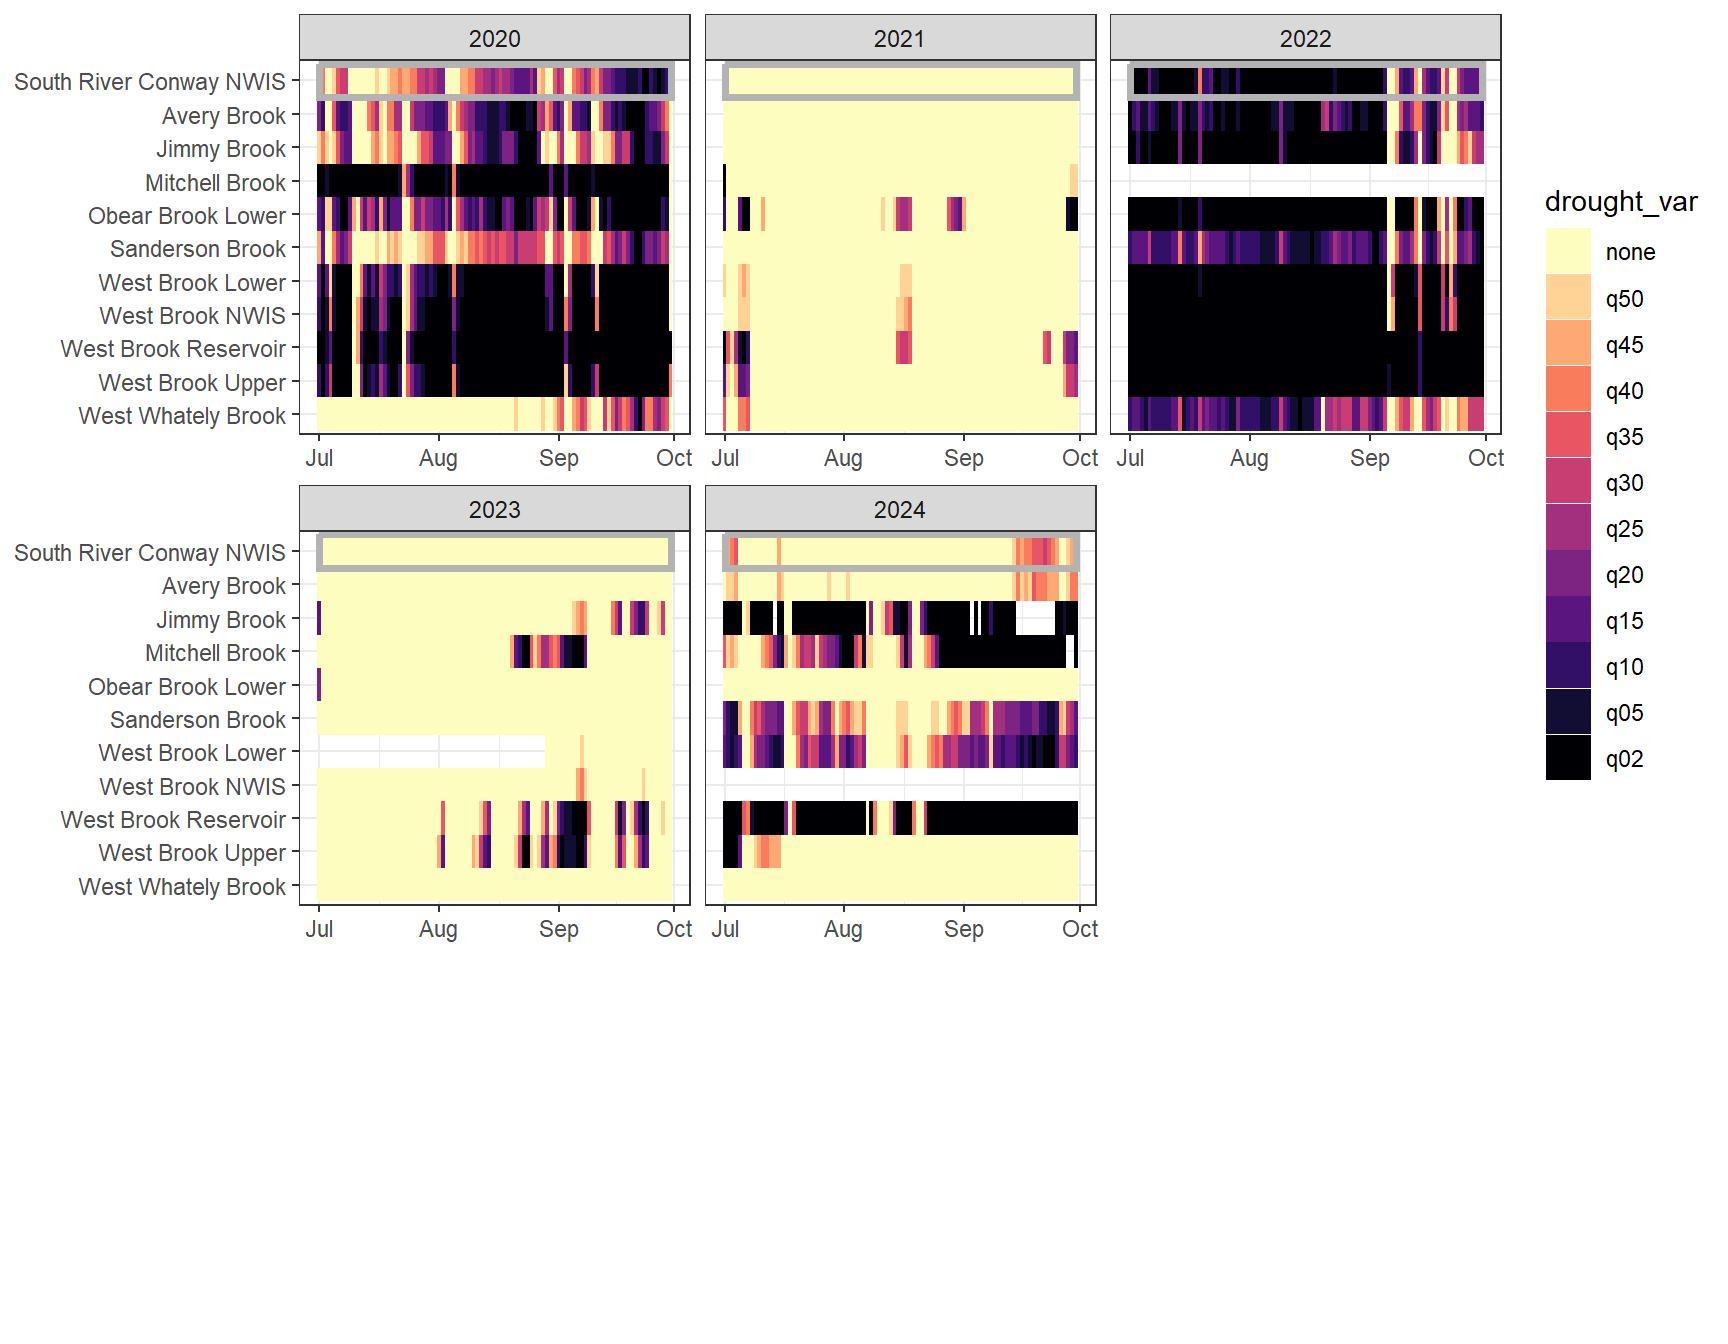 2020 2021 2022
South River Conway NWIS
Avery Brook
Jimmy Brook
Mitchell Brook
Obear Brook Lower
Sanderson Brook
West Brook Lower
West Brook NWIS
West Brook Reservoir
West Brook Upper
West Whately Brook
Jul Aug Sep Oct Jul Aug Sep Oct Jul Aug Sep Oct
2023 2024
South River Conway NWIS
Avery Brook
Jimmy Brook
Mitchell Brook
Obear Brook Lower
Sanderson Brook
West Brook Lower
West Brook NWIS
West Brook Reservoir
West Brook Upper
West Whately Brook
Jul Aug Sep Oct Jul Aug Sep Oct
drought_var
none
q50
q45
q40
q35
q30
q25
q20
q15
q10
q05
q02